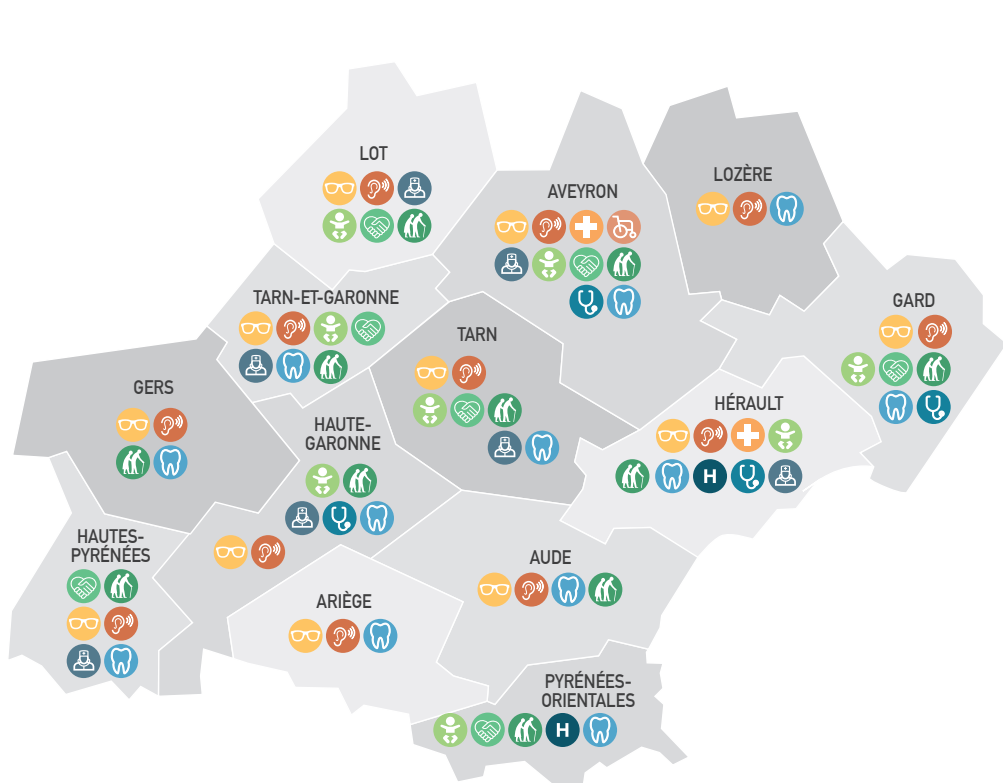 LOT
LOZÈRE
AVEYRON
TARN-ET-GARONNE
GARD
TARN
GERS
HÉRAULT
HAUTE-
GARONNE
H
HAUTES-
PYRÉNÉES
AUDE
ARIÈGE
PYRÉNÉES-
ORIENTALES
H